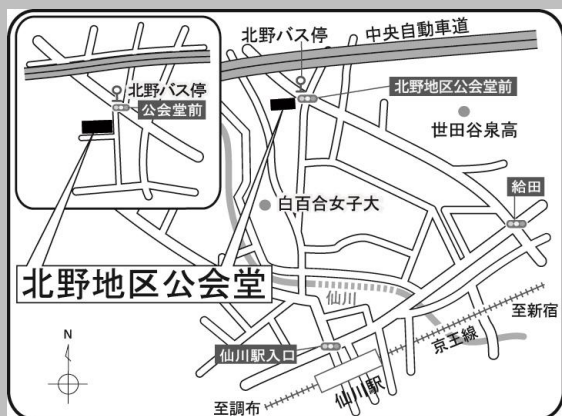 北野バス停
公会堂前
北野バス停
中央自動車道
北野地区公会堂前
世田谷泉高
給田
白百合女子大
北野地区公会堂
仙川
至新宿
京王線
仙川駅入口
仙川駅
至調布
N